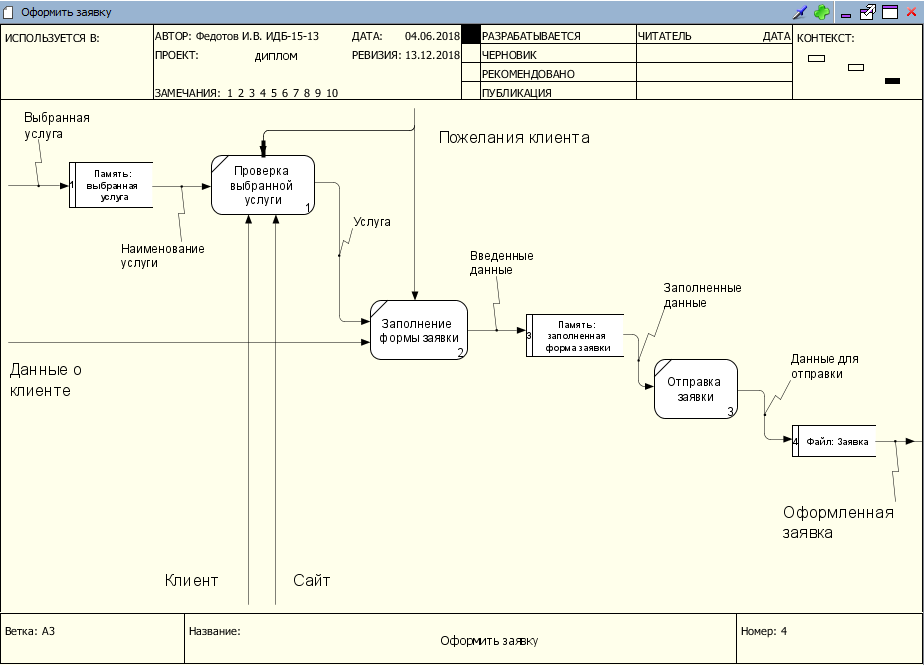 Оформить заявку
ИСПОЛЬЗУЕТСЯ В:
АВТОР: Федотов И.В. ИДБ-15-13
ДАТА: 04.06.2018
ПРОЕКТ: диплом
РЕВИЗИЯ: 13.12.2018
ЗАМЕЧАНИЯ: 1 2 3 4 5 6 7 8 9 10
РАЗРАБАТЫВАЕТСЯ
ЧЕРНОВИК
РЕКОМЕНДОВАНО
ПУБЛИКАЦИЯ
ЧИТАТЕЛЬ
ДАТА
КОНТЕКСТ:
Выбранная
услуга
Пожелания клиента
1
Память:
выбранная
услуга
Проверка
выбранной
услуги
1
Наименование
услуги
Услуга
Введенные
данные
Заполненные
данные
Заполнение
формы заявки
2
3
Память:
заполненная
форма заявки
Данные для
отправки
Данные о
клиенте
Отправка
заявки
3
4
Файл: Заявка
Оформленная
заявка
Клиент
Сайт
Ветка: A3
Название:
Оформить заявку
Номер: 4